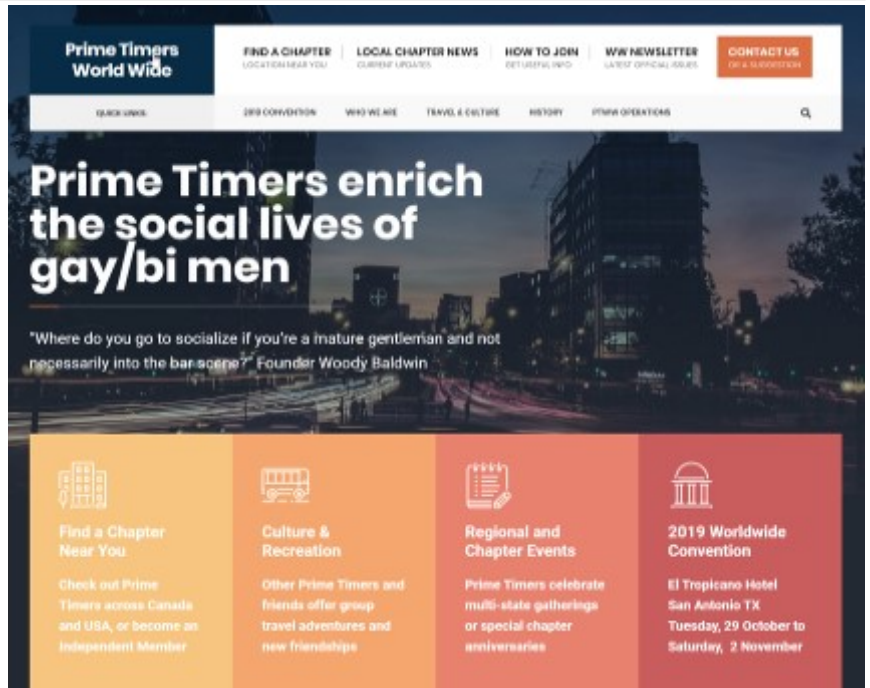 Prime Timers
World Wide
FIND A CHAPTER
LOCATION NEAR YOU
LOCAL CHAPTER NEWS
CURRENT UPDATES
HOW TO JOIN
GET USEFUL INFO
WW NEWSLETTER
LATEST OFFICIAL ISSUES
CONTACT US
OR A SUGGESTION
QUICK LINKS:
2019 CONVENTION
WHO WE ARE
TRAVEL & CULTURE
HISTORY
PTWW OPERATIONS
Prime Timers enrich
the social lives of
gay/bi men
"Where do you go to socialize if you're a mature gentleman and not
necessarily into the bar scene?" Founder Woody Baldwin
Find a Chapter
Near You
Check out Prime
Timers across Canada
and USA, or become an
Independent Member
Culture &
Recreation
Other Prime Timers and
friends offer group
travel adventures and
new friendships
Regional and
Chapter Events
Prime Timers celebrate
multi-state gatherings
or special chapter
anniversaries
2019 Worldwide
Convention
El Tropicano Hotel
San Antonio TX
Tuesday, 29 October to
Saturday, 2 November